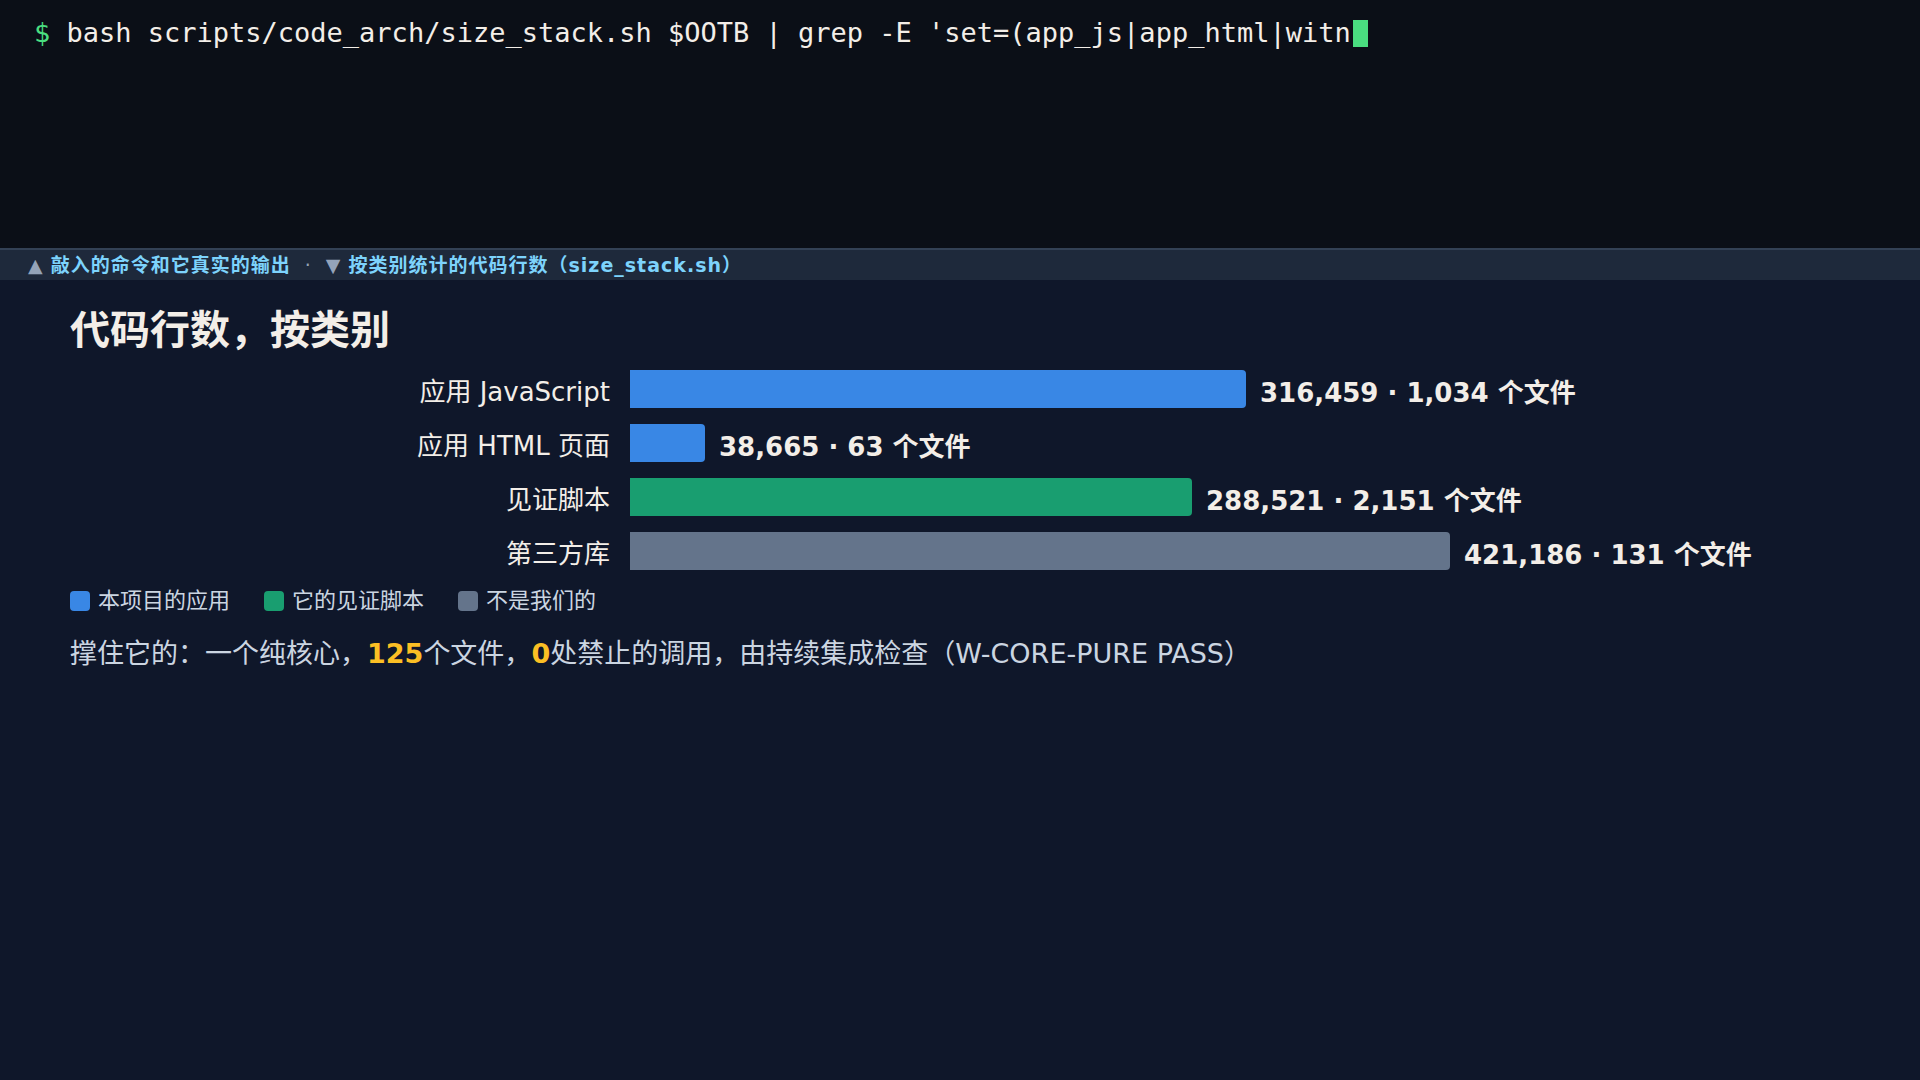 $ bash scripts/code_arch/size_stack.sh $OOTB | grep -E 'set=(app_js|app_html|witn
▲ 敲入的命令和它真实的输出 · ▼ 按类别统计的代码行数（size_stack.sh）
代码行数，按类别
应用 JavaScript 316,459 · 1,034 个文件
应用 HTML 页面 38,665 · 63 个文件
见证脚本 288,521 · 2,151 个文件
第三方库 421,186 · 131 个文件
本项目的应用 它的见证脚本 不是我们的
撑住它的：一个纯核心，125个文件，0处禁止的调用，由持续集成检查（W-CORE-PURE PASS）